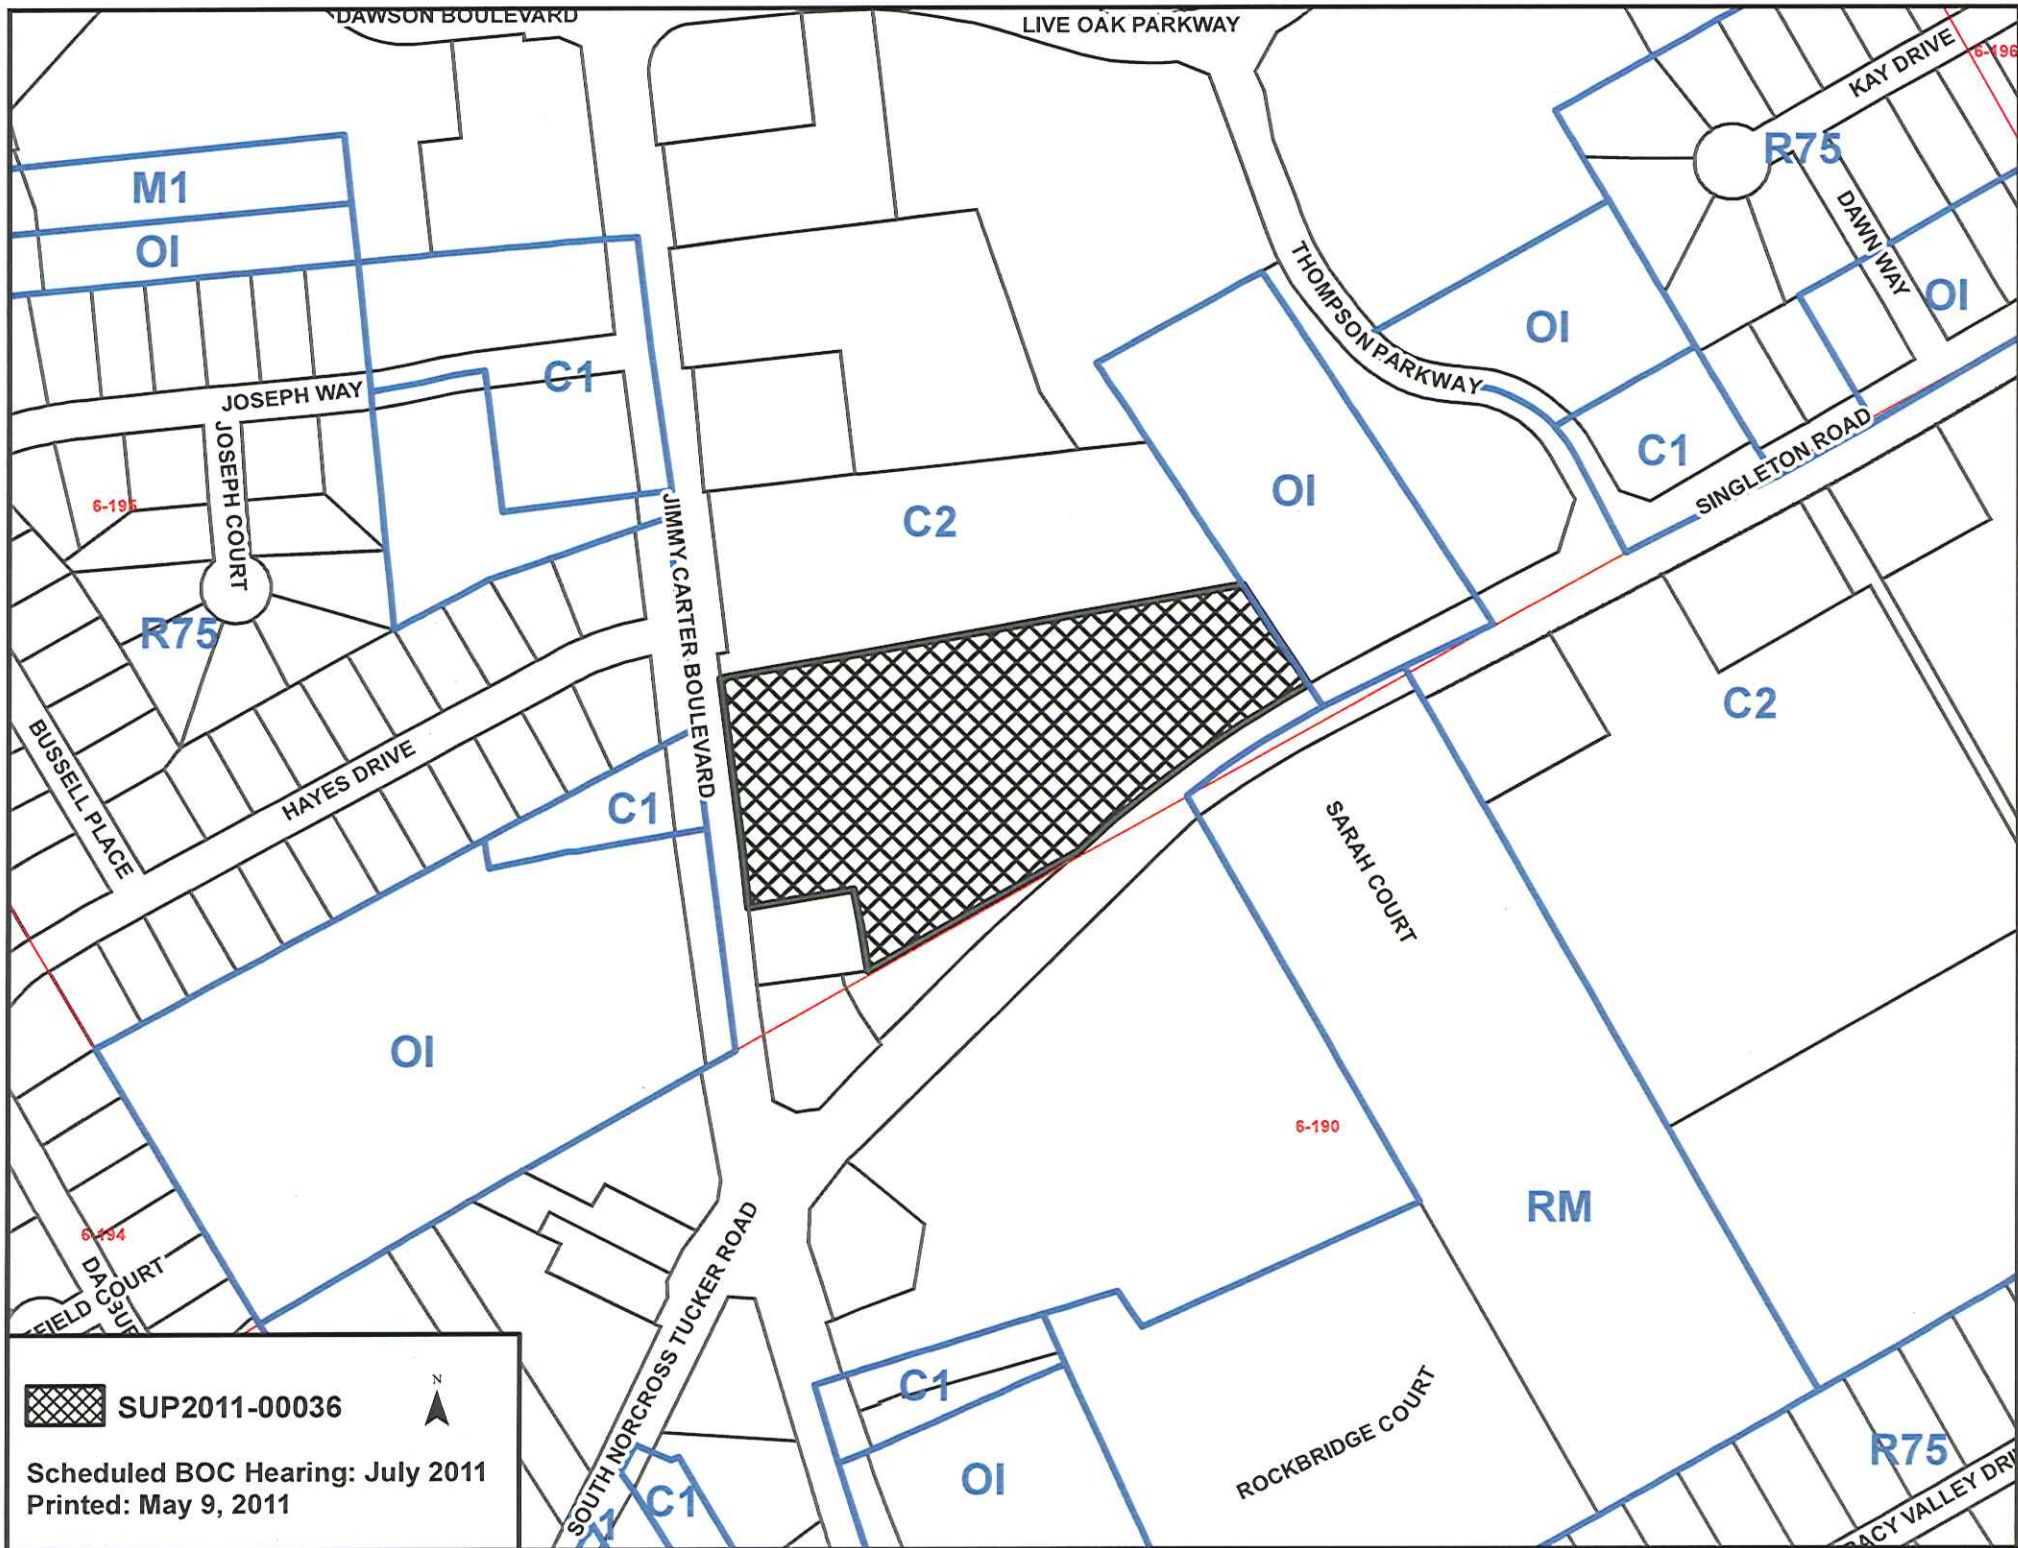 DAWSON BOULEVARD
LIVE OAK PARKWAY
KAY DRIVE
6-196
R75
M1
OI
DAWN WAY
THOMPSON PARKWAY
OI
OI
C1
JOSEPH WAY
JOSEPH COURT
6-195
C1
SINGLETON ROAD
OI
C2
JIMMY CARTER BOULEVARD
R75
C2
BUSSELL PLACE
HAYES DRIVE
C1
SARAH COURT
OI
6-190
RM
6-194
SOUTH NORCROSS TUCKER ROAD
C1
ROCKBRIDGE COURT
OI
C1
R75
N
SUP2011-00036
Scheduled BOC Hearing: July 2011
Printed: May 9, 2011